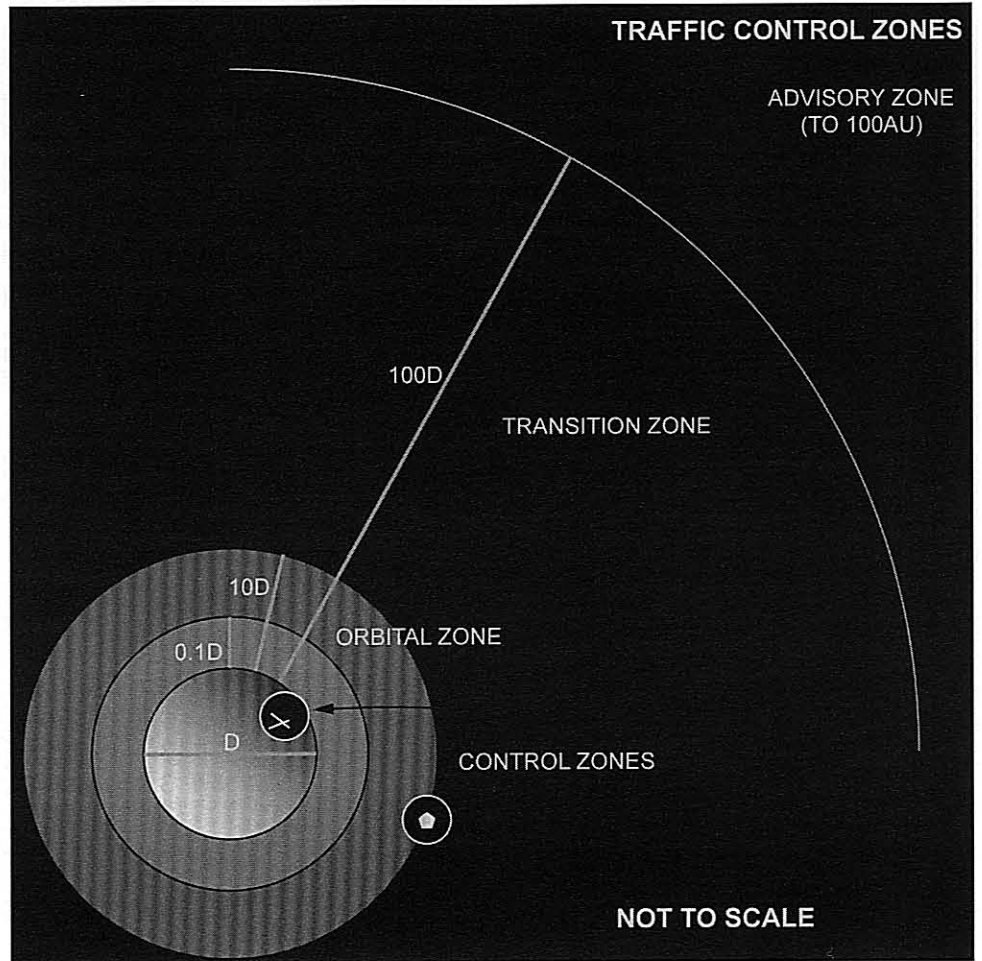 TRAFFIC CONTROL ZONES
ADVISORY ZONE
(TO 100AU)
100D
TRANSITION ZONE
10D
ORBITAL ZONE
0.1D
D
CONTROL ZONES
NOT TO SCALE